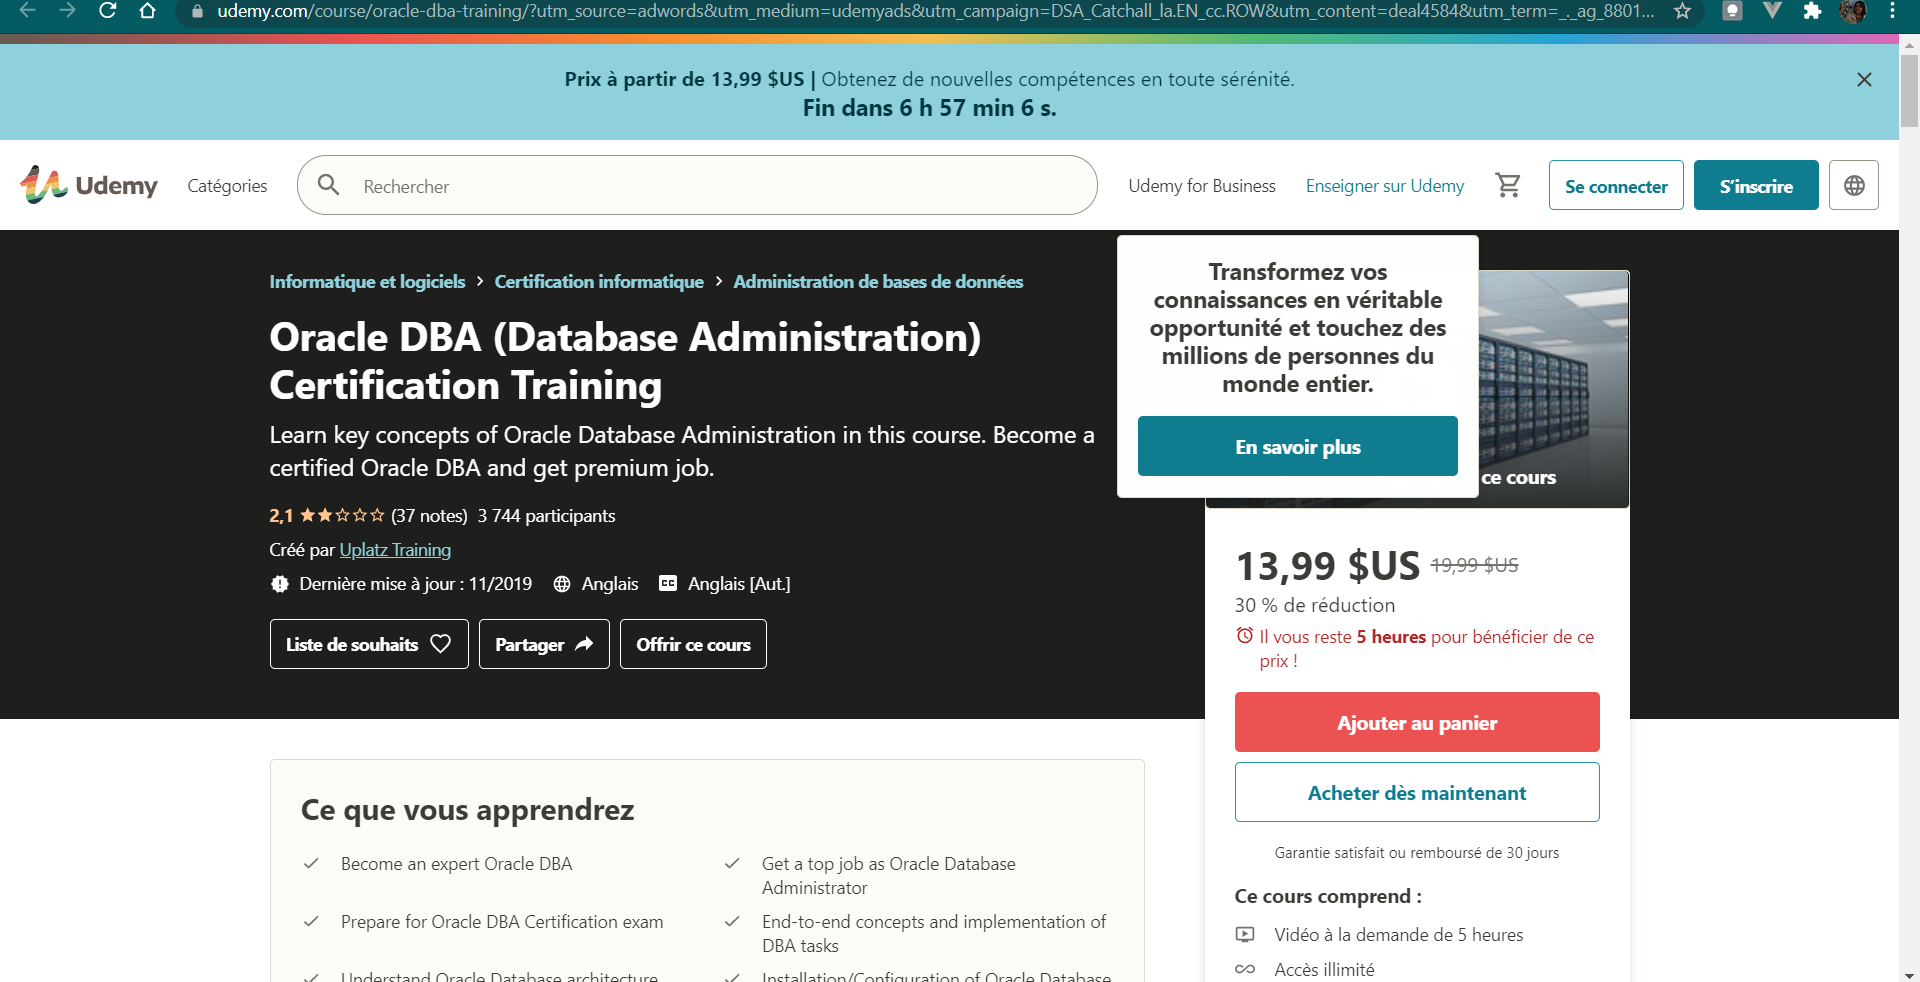 udemy.com/course/oracle-dba-training/?utm_source=adwords&utm_medium=udemyads&utm_campaign=DSA_Catchall_la.EN_cc.ROW&utm_content=deal4584&utm_term=_._ag_8801...
Prix à partir de 13,99 $US | Obtenez de nouvelles compétences en toute sérénité.
Fin dans 6 h 57 min 6 s.
Udemy
Catégories
Rechercher
Udemy for Business
Enseigner sur Udemy
Se connecter
S'inscrire
Informatique et logiciels > Certification informatique > Administration de bases de données
Oracle DBA (Database Administration)
Certification Training
Learn key concepts of Oracle Database Administration in this course. Become a
certified Oracle DBA and get premium job.
2,1 (37 notes) 3 744 participants
Créé par Uplatz Training
Dernière mise à jour : 11/2019 Anglais CC Anglais [Aut.]
Liste de souhaits
Partager
Offrir ce cours
Transformez vos
connaissances en véritable
opportunité et touchez des
millions de personnes du
monde entier.
En savoir plus
ce cours
13,99 $US 19,99 $US
30 % de réduction
Il vous reste 5 heures pour bénéficier de ce
prix !
Ajouter au panier
Acheter dès maintenant
Garantie satisfait ou remboursé de 30 jours
Ce cours comprend :
Vidéo à la demande de 5 heures
Accès illimité
Ce que vous apprendrez
Become an expert Oracle DBA
Get a top job as Oracle Database
Administrator
Prepare for Oracle DBA Certification exam
End-to-end concepts and implementation of
DBA tasks
Understand Oracle Database architecture
Installation/Configuration of Oracle Database